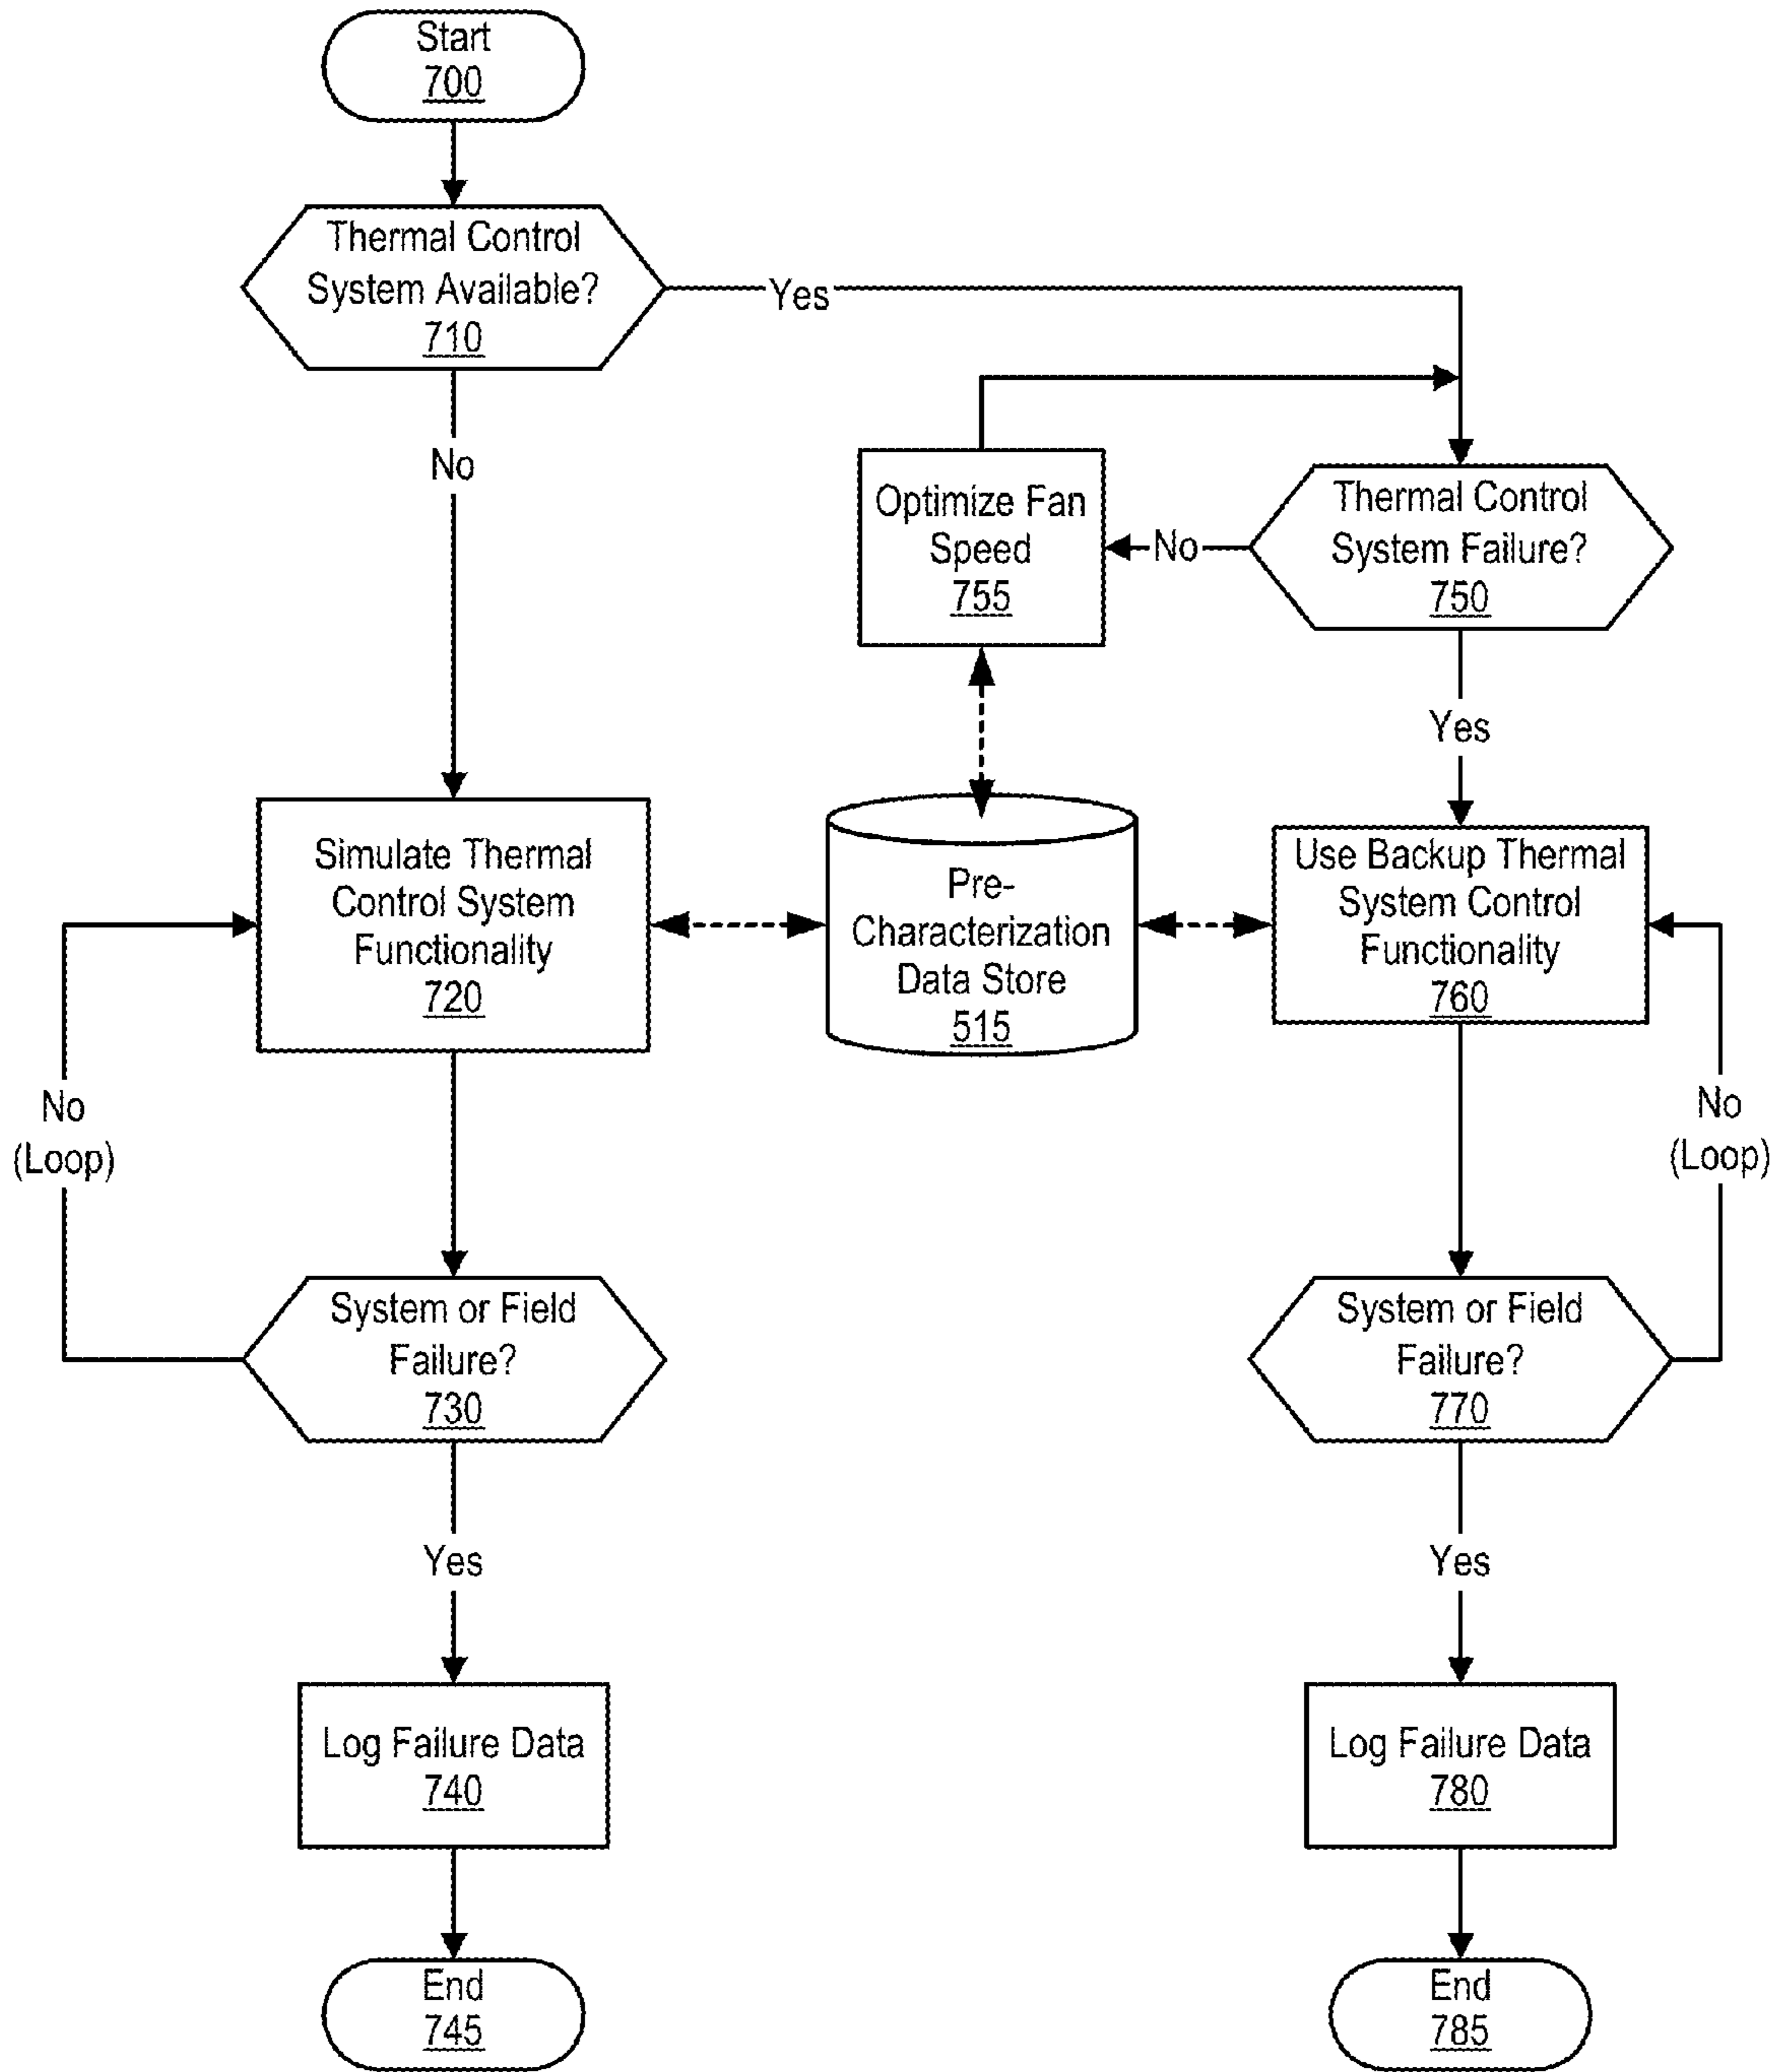 Start
700
Thermal Control
System Available?
710
Yes
No
Optimize Fan
Speed
755
No
Thermal Control
System Failure?
750
Yes
Simulate Thermal
Control System
Functionality
720
Pre-
Characterization
Data Store
515
Use Backup Thermal
System Control
Functionality
760
No
(Loop)
No
(Loop)
System or Field
Failure?
730
System or Field
Failure?
770
Yes
Yes
Log Failure Data
740
Log Failure Data
780
End
745
End
785